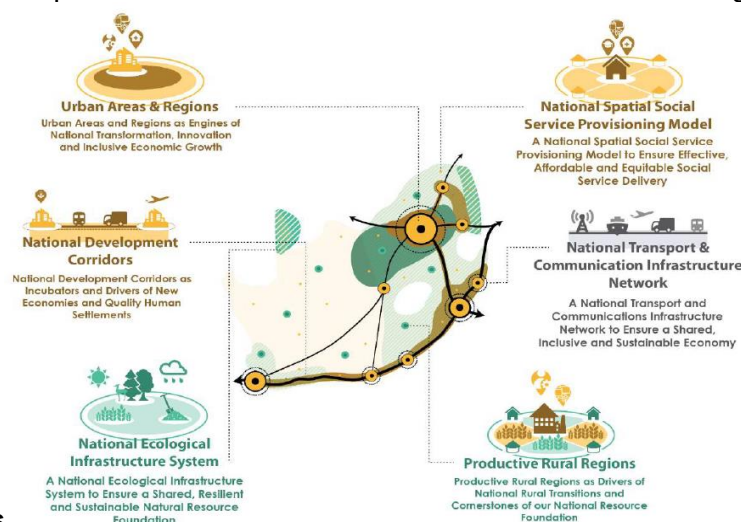 Urban Areas & Regions
Urban Areas and Regions as Engines of
National Transformation, Innovation
and Inclusive Economic Growth
National Spatial Social
Service Provisioning Model
A National Spatial Social Service
Provisioning Model to Ensure Effective,
Affordable and Equitable Social
Service Delivery
National Development
Corridors
National Development Corridors as
Incubators and Drivers of New
Economies and Quality Human
Settlements
National Transport &
Communication Infrastructure
Network
A National Transport and
Communications Infrastructure
Network to Ensure a Shared,
Inclusive and Sustainable Economy
National Ecological
Infrastructure System
A National Ecological Infrastructure
System to Ensure a Shared, Resilient
and Sustainable Natural Resource
Foundation
Productive Rural Regions
Productive Rural Regions as Drivers of
National Rural Transitions and
Cornerstones of our National Resource
Foundation